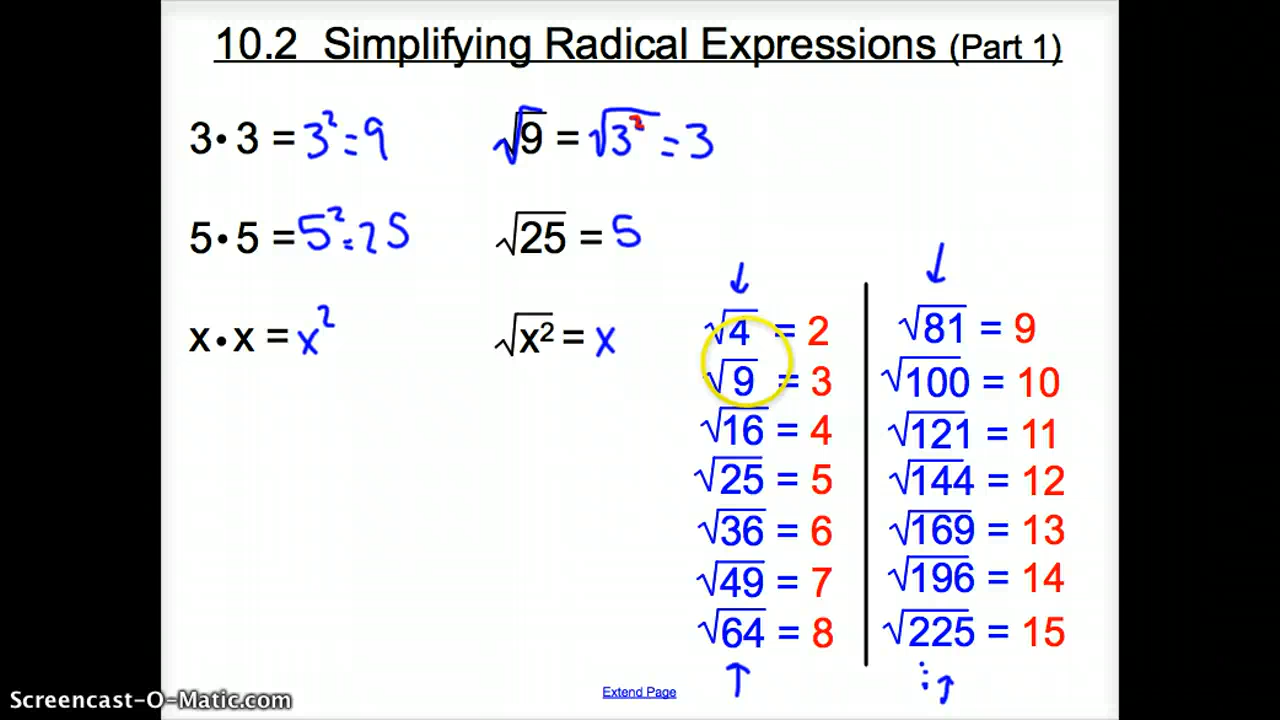 10.2 Simplifying Radical Expressions (Part 1)
3•3 = 3² = 9
√9 = √3² = 3
5•5 = 5² = 25
√25 = 5
x•x = x²
√x² = x
√4 = 2
√9 = 3
√16 = 4
√25 = 5
√36 = 6
√49 = 7
√64 = 8
√81 = 9
√100 = 10
√121 = 11
√144 = 12
√169 = 13
√196 = 14
√225 = 15
Extend Page
Screencast-O-Matic.com